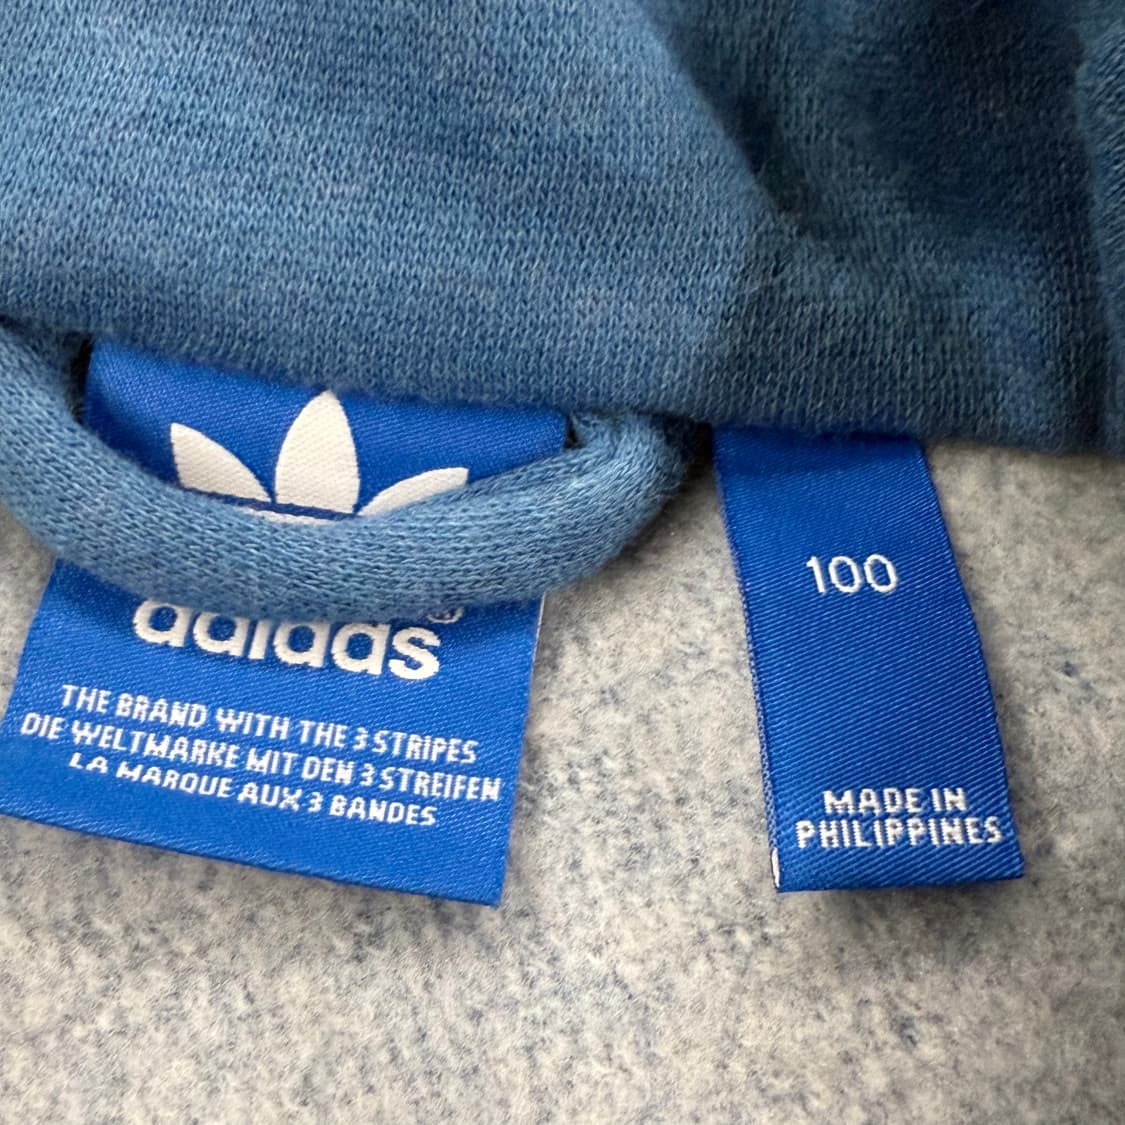 adidas
THE BRAND WITH THE 3 STRIPES
DIE WELTMARKE MIT DEN 3 STREIFEN
LA MARQUE AUX 3 BANDES
100
MADE IN
PHILIPPINES